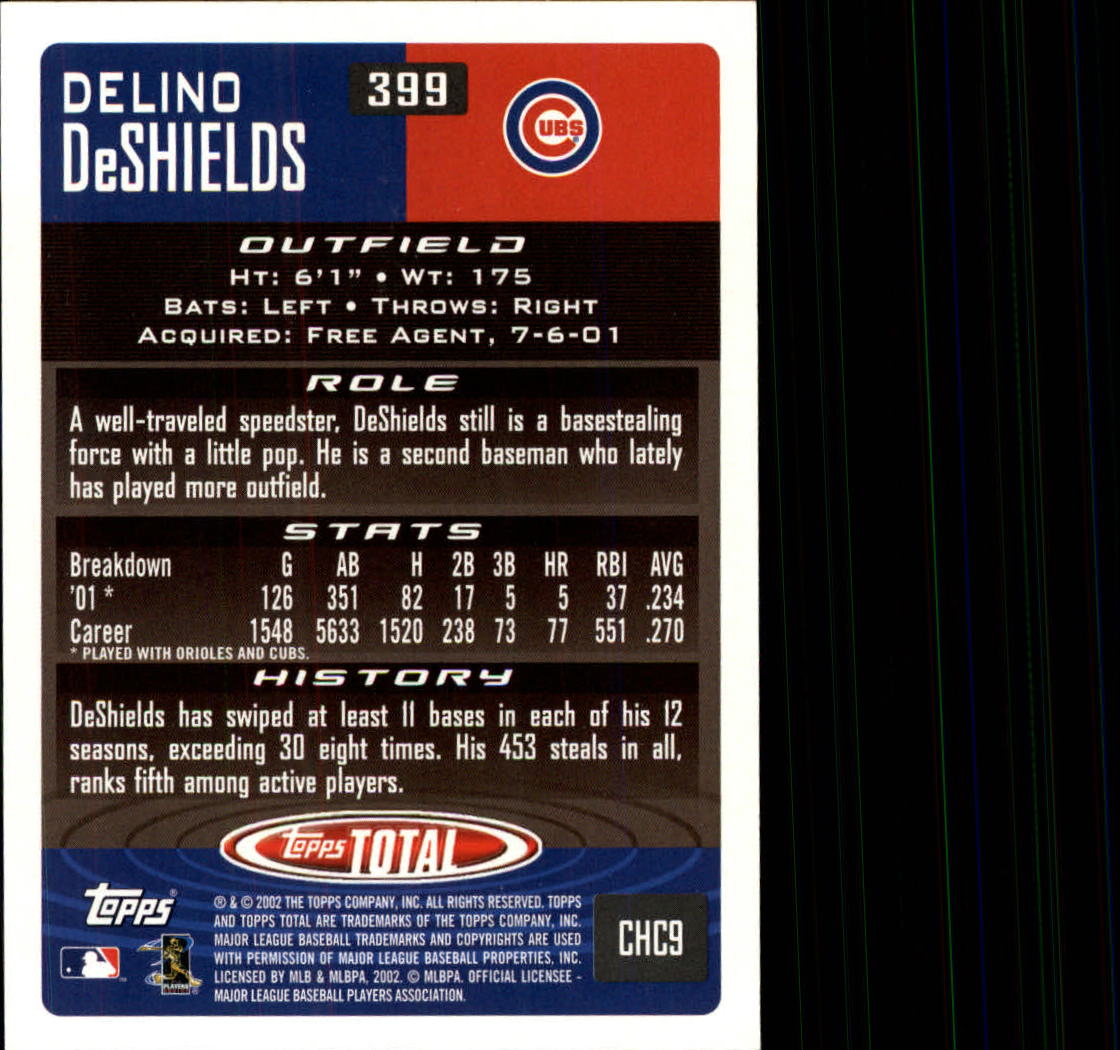 DELINO
399
DeSHIELDS
CUBS
OUTFIELD
HT: 6'1" • WT: 175
BATS: LEFT • THROWS: RIGHT
ACQUIRED: FREE AGENT, 7-6-01
ROLE
A well-traveled speedster, DeShields still is a basestealing
force with a little pop. He is a second baseman who lately
has played more outfield.
STATS
Breakdown G AB H 2B 3B HR RBI AVG
'01 * 126 351 82 17 5 5 37 .234
Career 1548 5633 1520 238 73 77 551 .270
* PLAYED WITH ORIOLES AND CUBS.
HISTORY
DeShields has swiped at least 11 bases in each of his 12
seasons, exceeding 30 eight times. His 453 steals in all,
ranks fifth among active players.
Topps TOTAL
Topps®
® & © 2002 THE TOPPS COMPANY, INC. ALL RIGHTS RESERVED. TOPPS
AND TOPPS TOTAL ARE TRADEMARKS OF THE TOPPS COMPANY, INC.
MAJOR LEAGUE BASEBALL TRADEMARKS AND COPYRIGHTS ARE USED
WITH PERMISSION OF MAJOR LEAGUE BASEBALL PROPERTIES, INC.
LICENSED BY MLB & MLBPA, 2002. © MLBPA. OFFICIAL LICENSEE -
MAJOR LEAGUE BASEBALL PLAYERS ASSOCIATION.
CHC9
PLAYERS